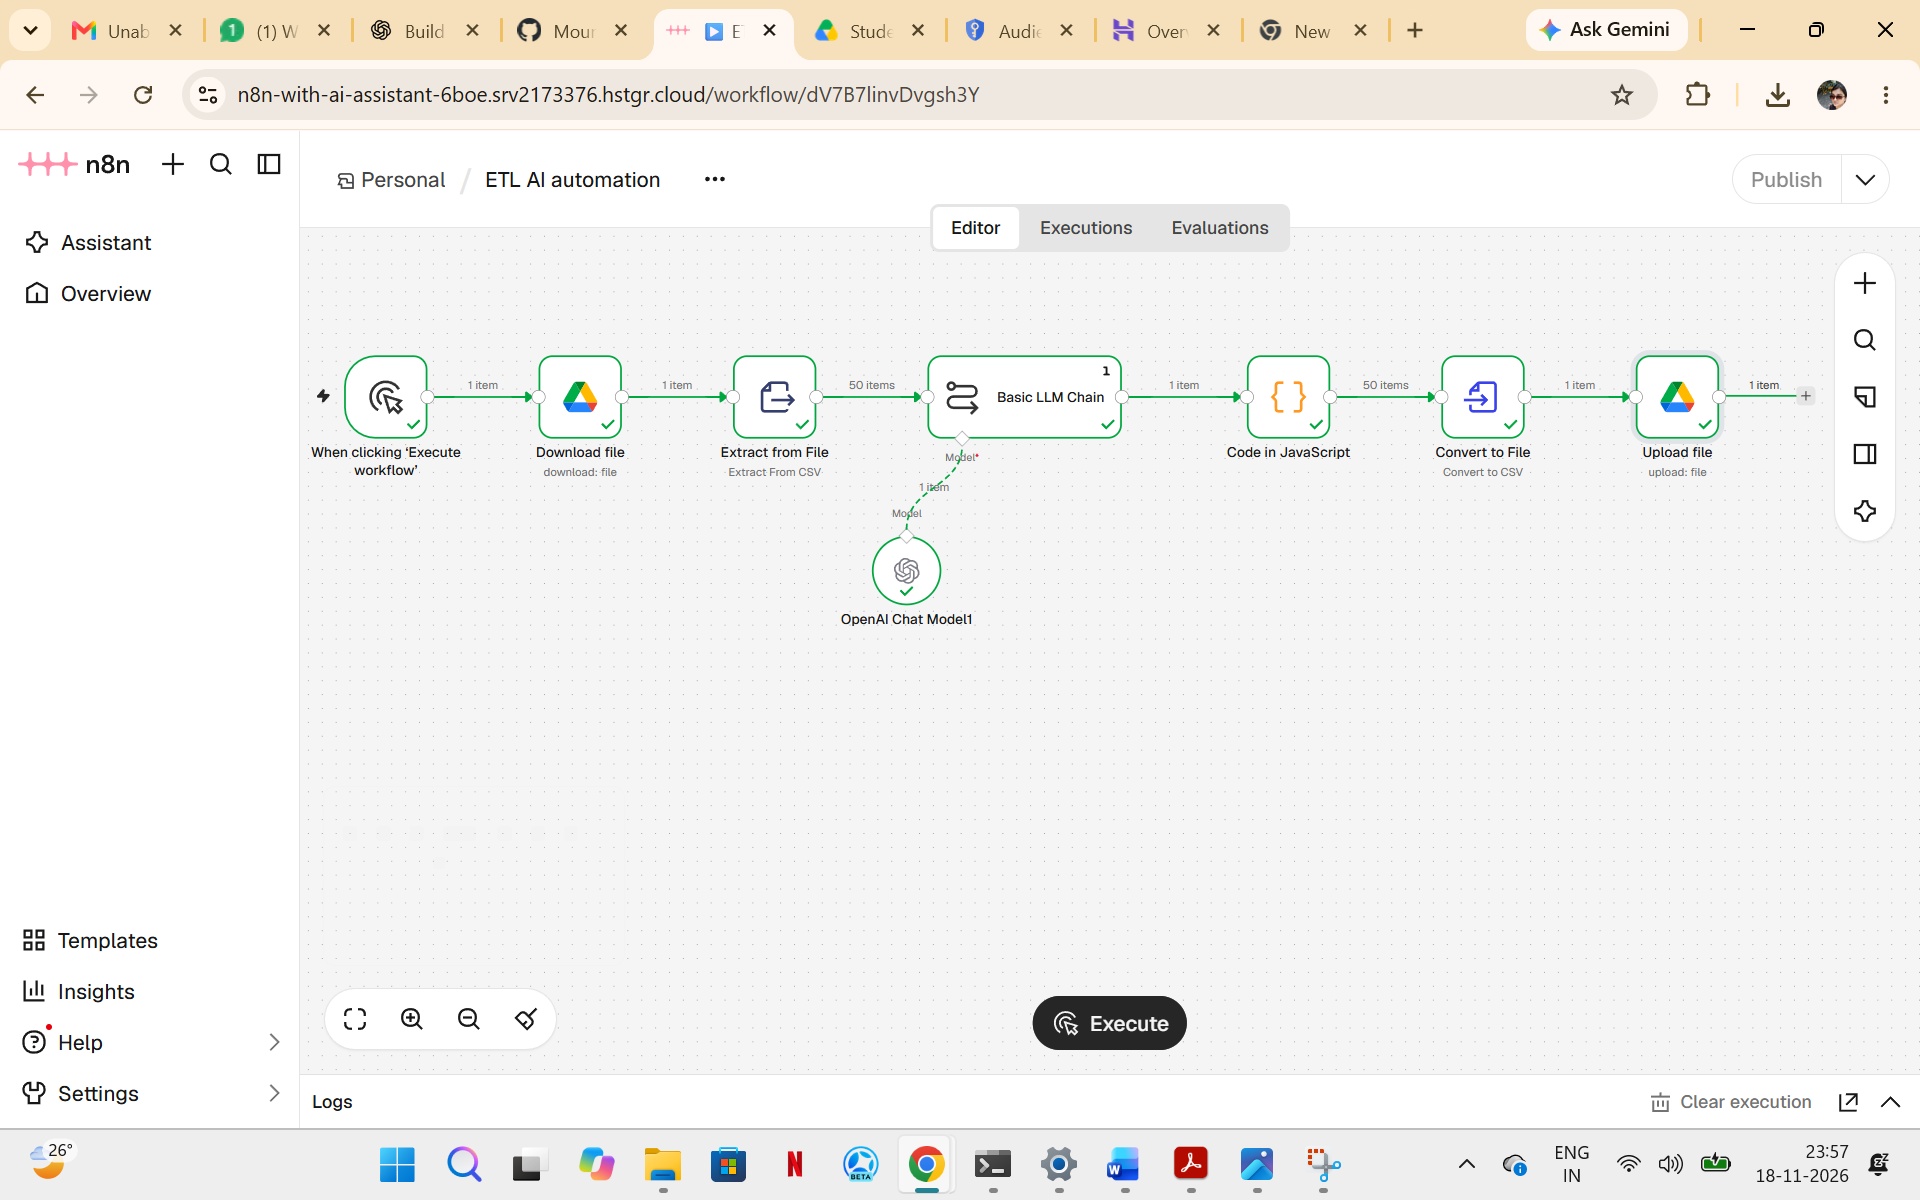 Unab
(1) W
Build
Mour
E
Stude
Audie
Over
New
Ask Gemini
n8n-with-ai-assistant-6boe.srv2173376.hstgr.cloud/workflow/dV7B7linvDvgsh3Y
n8n
Personal / ETL AI automation
Publish
Editor
Executions
Evaluations
Assistant
Overview
1 item
1 item
50 items
1
Basic LLM Chain
1 item
50 items
1 item
1 item
When clicking ‘Execute workflow’
Download file
download: file
Extract from File
Extract From CSV
Model*
1 item
Model
OpenAI Chat Model1
Code in JavaScript
Convert to File
Convert to CSV
Upload file
upload: file
Templates
Insights
Help
Settings
Execute
Logs
Clear execution
26°
BETA
ENG
IN
23:57
18-11-2026